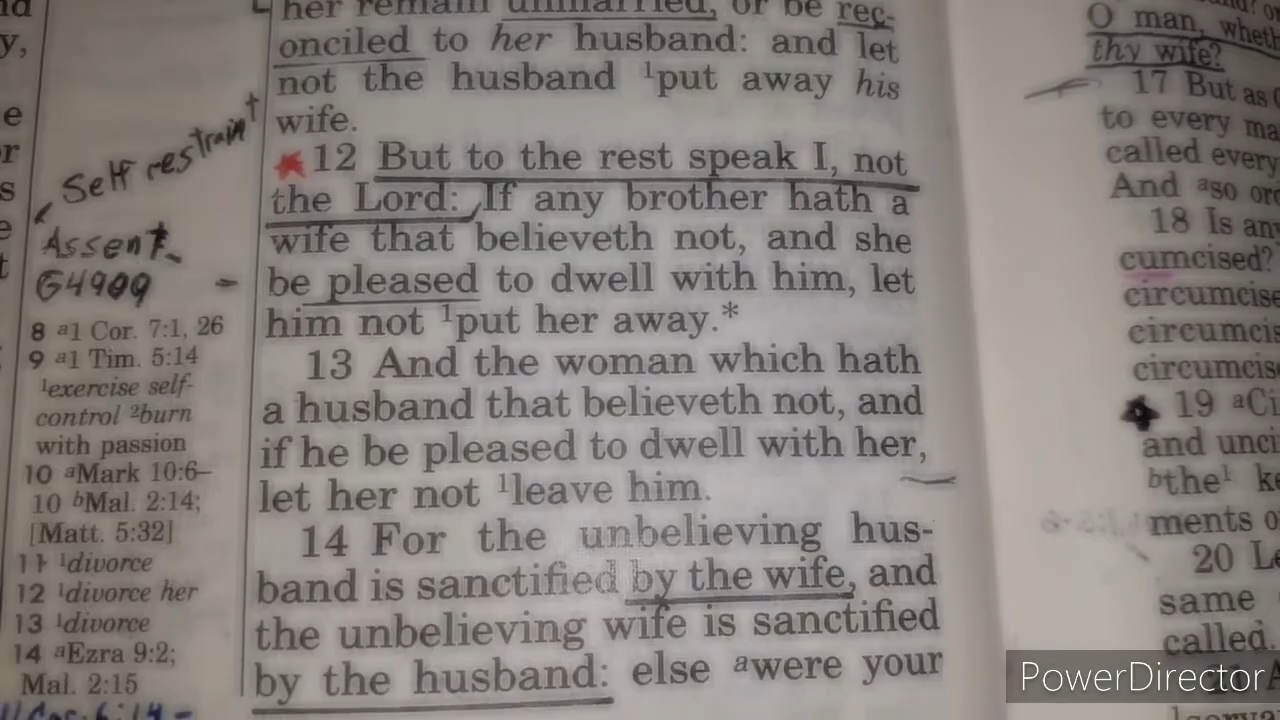 her remain unmarried, or be rec-
onciled to her husband: and let
not the husband ¹put away his
wife.
12 But to the rest speak I, not
the Lord: If any brother hath a
wife that believeth not, and she
be pleased to dwell with him, let
him not ¹put her away.*
13 And the woman which hath
a husband that believeth not, and
if he be pleased to dwell with her,
let her not ¹leave him.
14 For the unbelieving hus-
band is sanctified by the wife, and
the unbelieving wife is sanctified
by the husband: else ᵃwere your
Self restraint
Assent
G4909
8 ᵃ1 Cor. 7:1, 26
9 ᵃ1 Tim. 5:14
¹exercise self-
control ²burn
with passion
10 ᵃMark 10:6–
10 ᵇMal. 2:14;
[Matt. 5:32]
11 ¹divorce
12 ¹divorce her
13 ¹divorce
14 ᵃEzra 9:2;
Mal. 2:15
O man, wheth
thy wife?
17 But as
to every ma
called every
And ᵃso or
18 Is an
cumcised?
circumcise
circumcis
circumcis
19 ᵃCi
and unci
ᵇthe¹ ke
ments o
20 Le
same
called.
PowerDirector